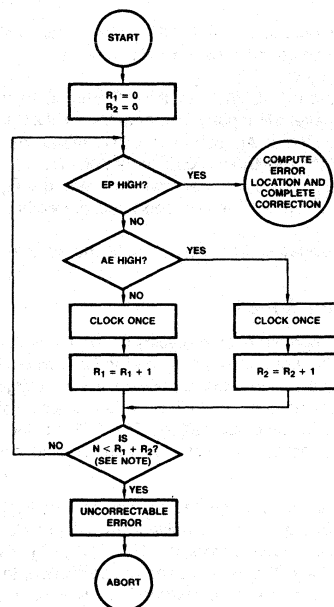 START
R₁ = 0
R₂ = 0
EP HIGH?
YES
COMPUTE
ERROR
LOCATION AND
COMPLETE
CORRECTION
NO
AE HIGH?
YES
NO
CLOCK ONCE
CLOCK ONCE
R₁ = R₁ + 1
R₂ = R₂ + 1
IS
N < R₁ + R₂?
(SEE NOTE)
NO
YES
UNCORRECTABLE
ERROR
ABORT